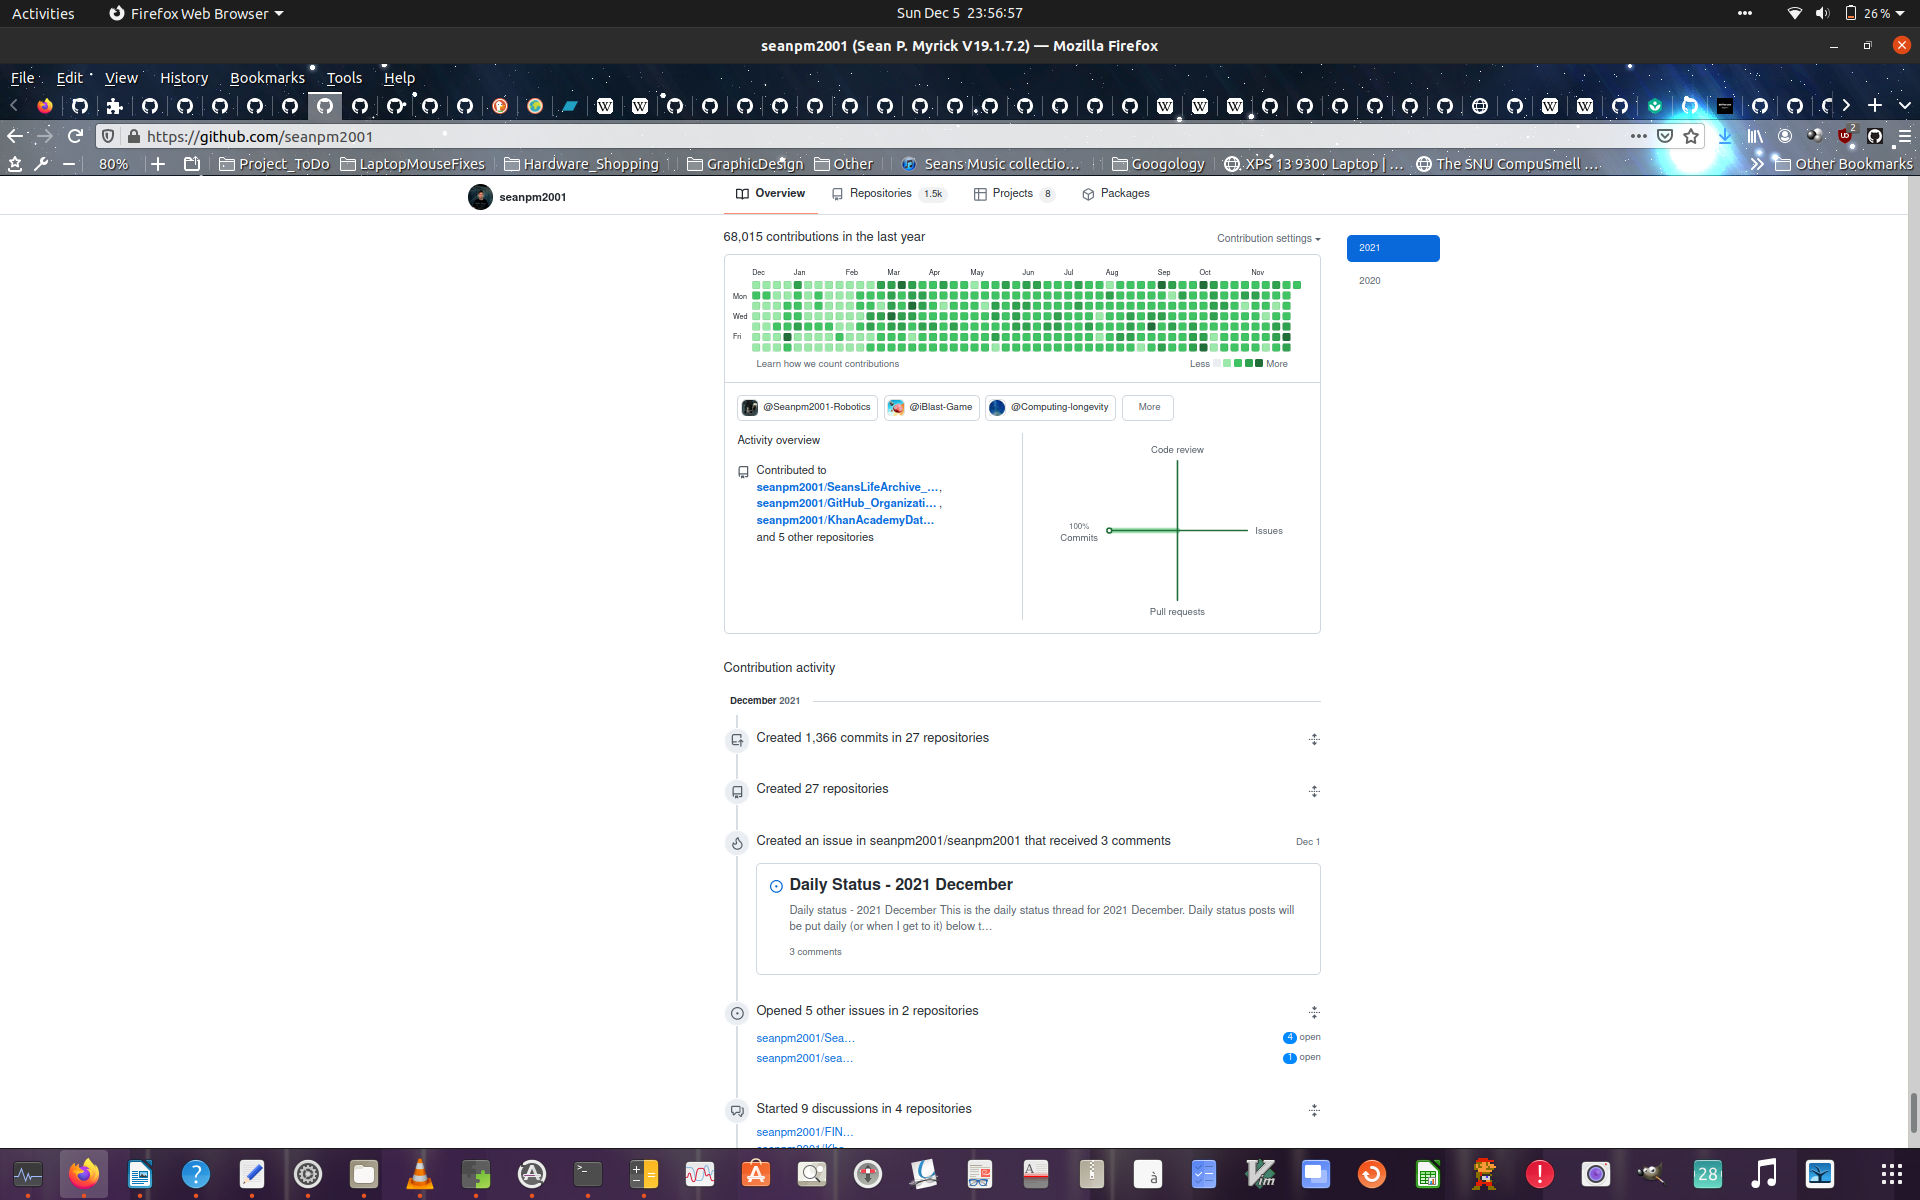 Activities
Firefox Web Browser
Sun Dec 5 23:56:57
26%
seanpm2001 (Sean P. Myrick V19.1.7.2) — Mozilla Firefox
File Edit View History Bookmarks Tools Help
https://github.com/seanpm2001
2
80%
Project_ToDo
LaptopMouseFixes
Hardware_Shopping
GraphicDesign
Other
Seans Music collectio…
Googology
XPS 13 9300 Laptop | …
The SNU CompuSmell …
Other Bookmarks
seanpm2001
Overview
Repositories 1.5k
Projects 8
Packages
68,015 contributions in the last year
Contribution settings
2021
2020
Dec Jan Feb Mar Apr May Jun Jul Aug Sep Oct Nov
Mon
Wed
Fri
Learn how we count contributions
Less More
@Seanpm2001-Robotics
@iBlast-Game
@Computing-longevity
More
Activity overview
Contributed to
seanpm2001/SeansLifeArchive_…,
seanpm2001/GitHub_Organizati… ,
seanpm2001/KhanAcademyDat…
and 5 other repositories
Code review
100%
Commits
Issues
Pull requests
Contribution activity
December 2021
Created 1,366 commits in 27 repositories
Created 27 repositories
Created an issue in seanpm2001/seanpm2001 that received 3 comments
Dec 1
Daily Status - 2021 December
Daily status - 2021 December This is the daily status thread for 2021 December. Daily status posts will
be put daily (or when I get to it) below t…
3 comments
Opened 5 other issues in 2 repositories
seanpm2001/Sea…
4 open
seanpm2001/sea…
1 open
Started 9 discussions in 4 repositories
seanpm2001/FIN…
28